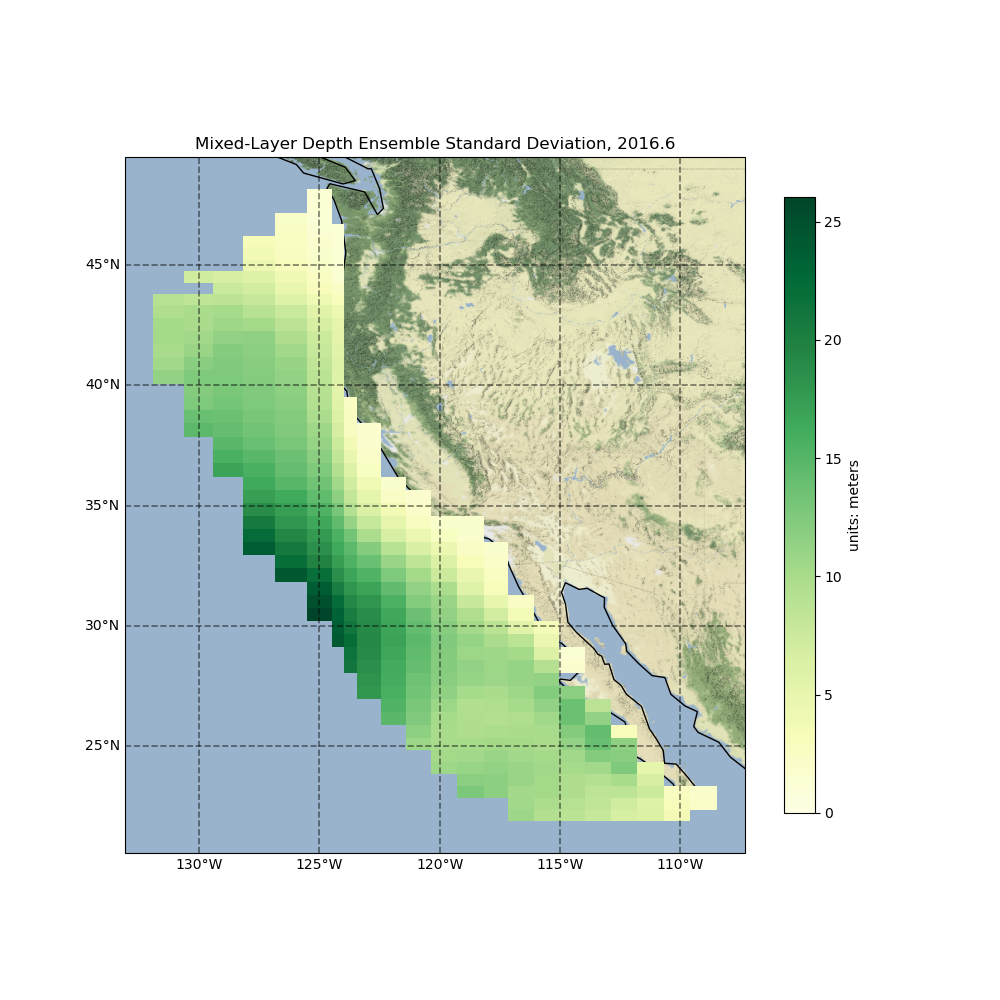 Mixed-Layer Depth Ensemble Standard Deviation, 2016.6
45°N
40°N
35°N
30°N
25°N
130°W
125°W
120°W
115°W
110°W
25
20
15
10
5
0
units: meters